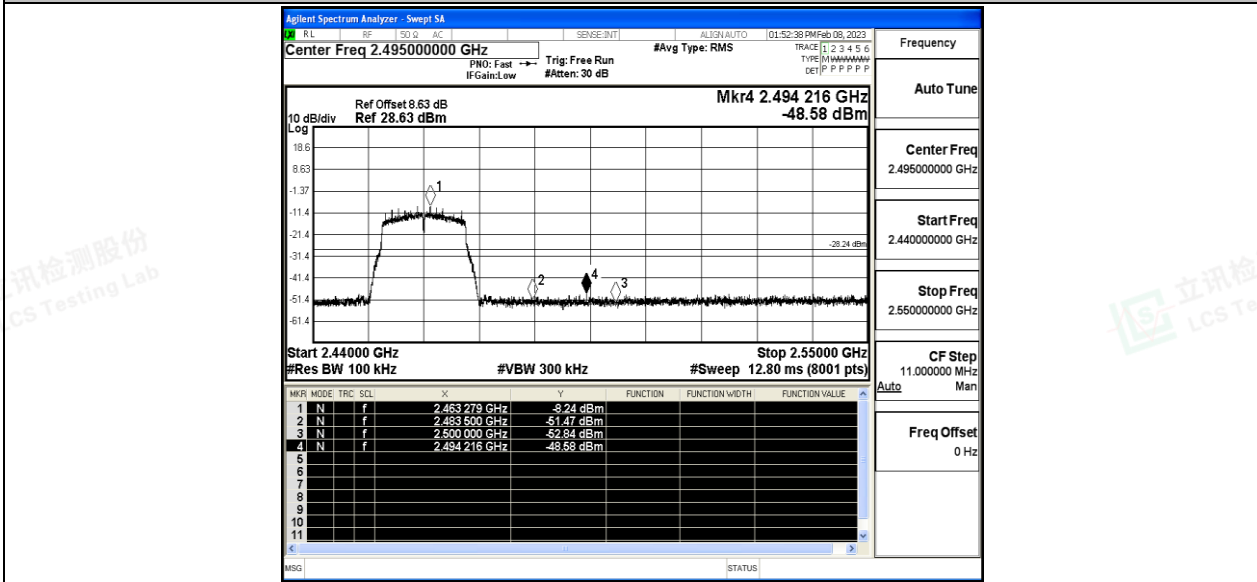 Agilent Spectrum Analyzer - Swept SA
RL RF 50 Ω AC SENSE:INT ALIGN AUTO 01:52:38 PM Feb 08, 2023
Center Freq 2.495000000 GHz
PNO: Fast
IFGain:Low
Trig: Free Run
#Atten: 30 dB
#Avg Type: RMS
TRACE 1 2 3 4 5 6
TYPE M
DET P P P P P P
Frequency
Auto Tune
Center Freq
2.495000000 GHz
Start Freq
2.440000000 GHz
Stop Freq
2.550000000 GHz
CF Step
11.000000 MHz
Auto Man
Freq Offset
0 Hz
Mkr4 2.494 216 GHz
-48.58 dBm
Ref Offset 8.63 dB
10 dB/div Ref 28.63 dBm
Log
18.6
8.63
-1.37
-11.4
-21.4
-31.4
-41.4
-51.4
-61.4
1
2
4
3
-28.24 dBm
Start 2.44000 GHz Stop 2.55000 GHz
#Res BW 100 kHz #VBW 300 kHz #Sweep 12.80 ms (8001 pts)
MKR MODE TRC SCL X Y FUNCTION FUNCTION WIDTH FUNCTION VALUE
1 N f 2.463 279 GHz -8.24 dBm
2 N f 2.483 500 GHz -51.47 dBm
3 N f 2.500 000 GHz -52.84 dBm
4 N f 2.494 216 GHz -48.58 dBm
5
6
7
8
9
10
11
MSG STATUS
讯检测股份
LCS Testing Lab
立讯检
LCS Te